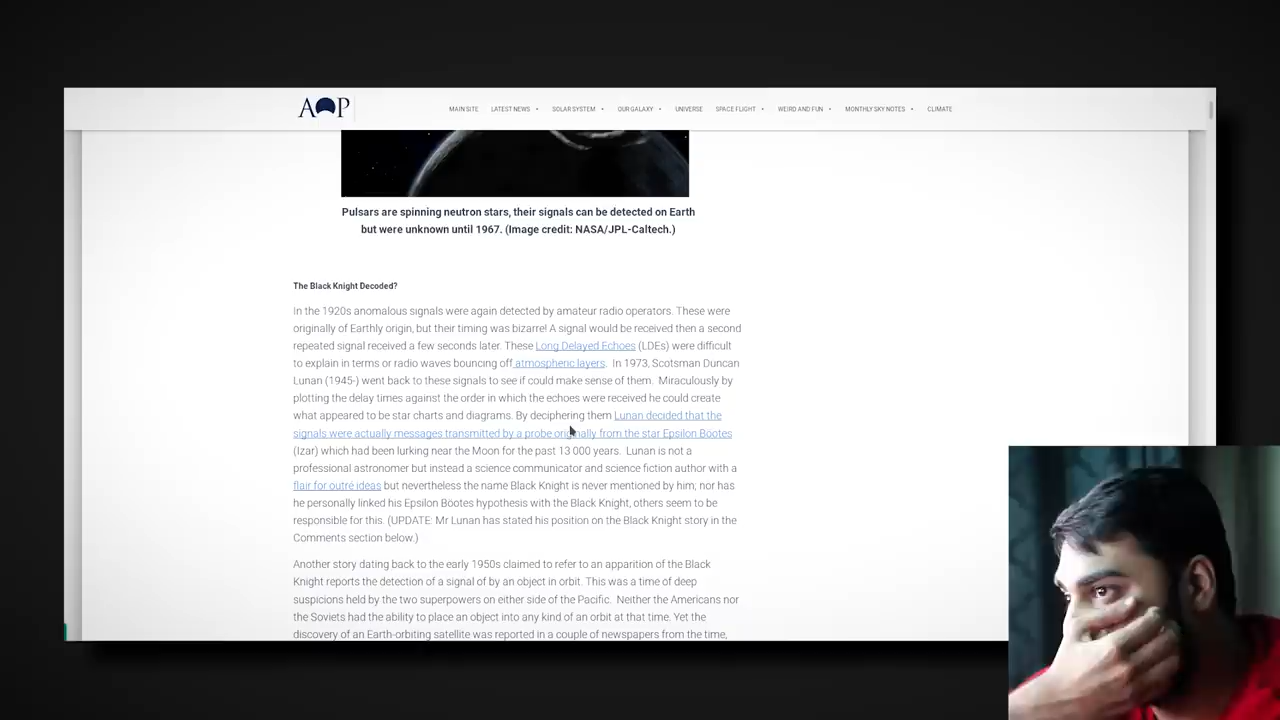 AOP
MAIN SITE LATEST NEWS SOLAR SYSTEM OUR GALAXY UNIVERSE SPACE FLIGHT WEIRD AND FUN MONTHLY SKY NOTES CLIMATE
Pulsars are spinning neutron stars, their signals can be detected on Earth
but were unknown until 1967. (Image credit: NASA/JPL-Caltech.)
The Black Knight Decoded?
In the 1920s anomalous signals were again detected by amateur radio operators. These were
originally of Earthly origin, but their timing was bizarre! A signal would be received then a second
repeated signal received a few seconds later. These Long Delayed Echoes (LDEs) were difficult
to explain in terms or radio waves bouncing off atmospheric layers. In 1973, Scotsman Duncan
Lunan (1945-) went back to these signals to see if could make sense of them. Miraculously by
plotting the delay times against the order in which the echoes were received he could create
what appeared to be star charts and diagrams. By deciphering them Lunan decided that the
signals were actually messages transmitted by a probe originally from the star Epsilon Böotes
(Izar) which had been lurking near the Moon for the past 13 000 years. Lunan is not a
professional astronomer but instead a science communicator and science fiction author with a
flair for outré ideas but nevertheless the name Black Knight is never mentioned by him; nor has
he personally linked his Epsilon Böotes hypothesis with the Black Knight, others seem to be
responsible for this. (UPDATE: Mr Lunan has stated his position on the Black Knight story in the
Comments section below.)
Another story dating back to the early 1950s claimed to refer to an apparition of the Black
Knight reports the detection of a signal of by an object in orbit. This was a time of deep
suspicions held by the two superpowers on either side of the Pacific. Neither the Americans nor
the Soviets had the ability to place an object into any kind of an orbit at that time. Yet the
discovery of an Earth-orbiting satellite was reported in a couple of newspapers from the time,